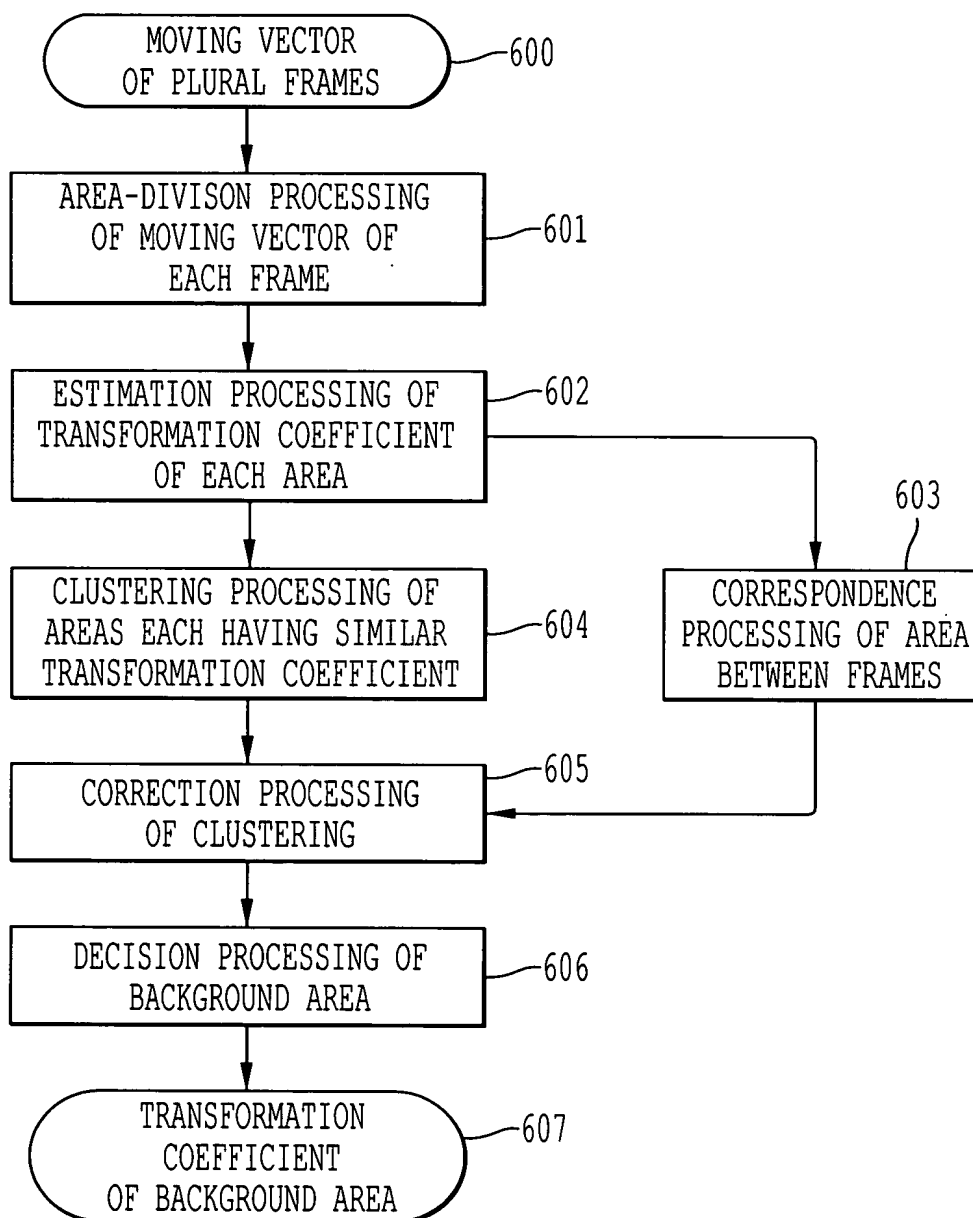 MOVING VECTOR
OF PLURAL FRAMES
600
AREA-DIVISON PROCESSING
OF MOVING VECTOR OF
EACH FRAME
601
ESTIMATION PROCESSING OF
TRANSFORMATION COEFFICIENT
OF EACH AREA
602
603
CORRESPONDENCE
PROCESSING OF AREA
BETWEEN FRAMES
CLUSTERING PROCESSING OF
AREAS EACH HAVING SIMILAR
TRANSFORMATION COEFFICIENT
604
CORRECTION PROCESSING
OF CLUSTERING
605
DECISION PROCESSING OF
BACKGROUND AREA
606
TRANSFORMATION
COEFFICIENT
OF BACKGROUND AREA
607